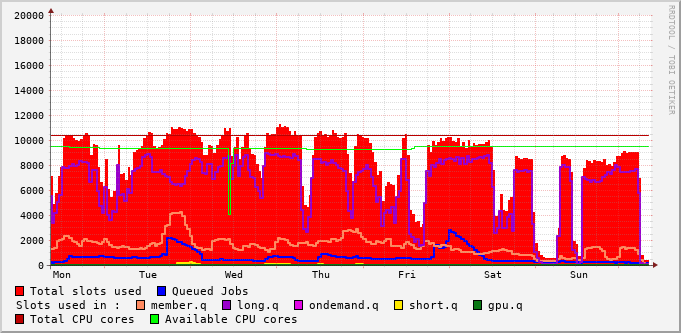 20000
18000
16000
14000
12000
10000
8000
6000
4000
2000
0
Mon Tue Wed Thu Fri Sat Sun
RRDTOOL / TOBI OETIKER
Total slots used Queued Jobs
Slots used in : member.q long.q ondemand.q short.q gpu.q
Total CPU cores Available CPU cores